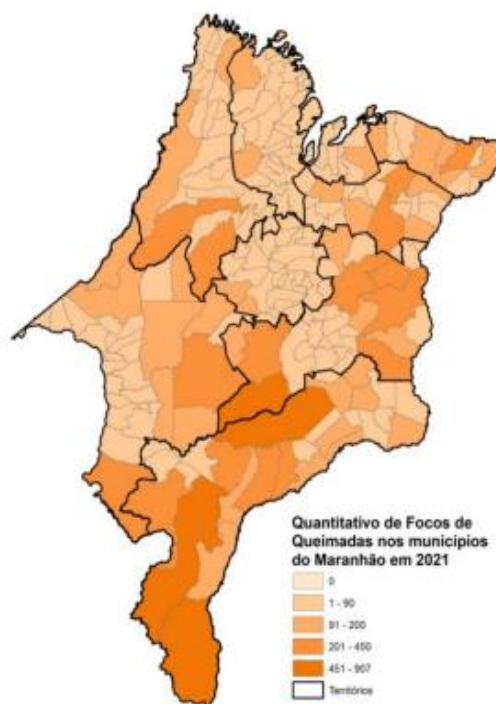 Quantitativo de Focos de
Queimadas nos municípios
do Maranhão em 2021
0
1 - 90
91 - 200
201 - 450
451 - 907
Territórios